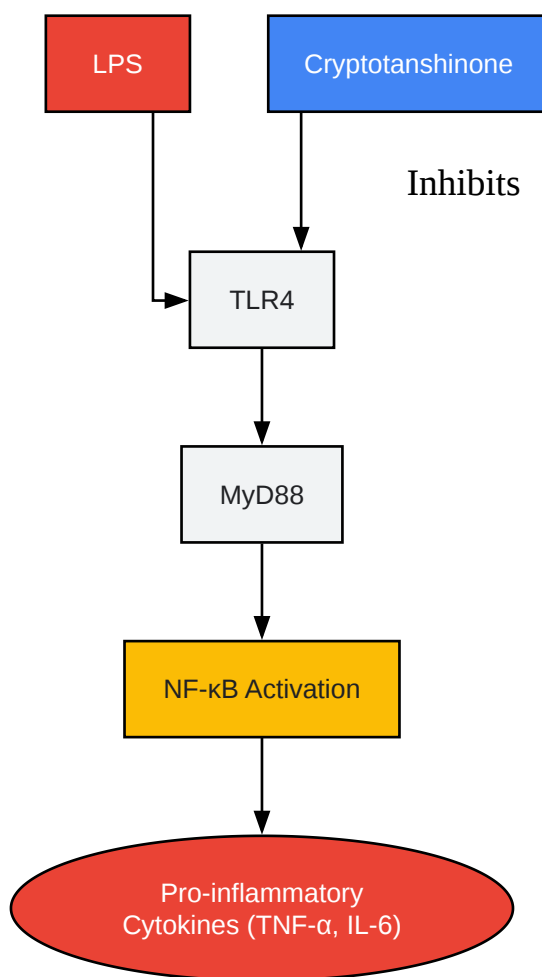 LPS
Cryptotanshinone
Inhibits
TLR4
MyD88
NF-κB Activation
Pro-inflammatory
Cytokines (TNF-α, IL-6)